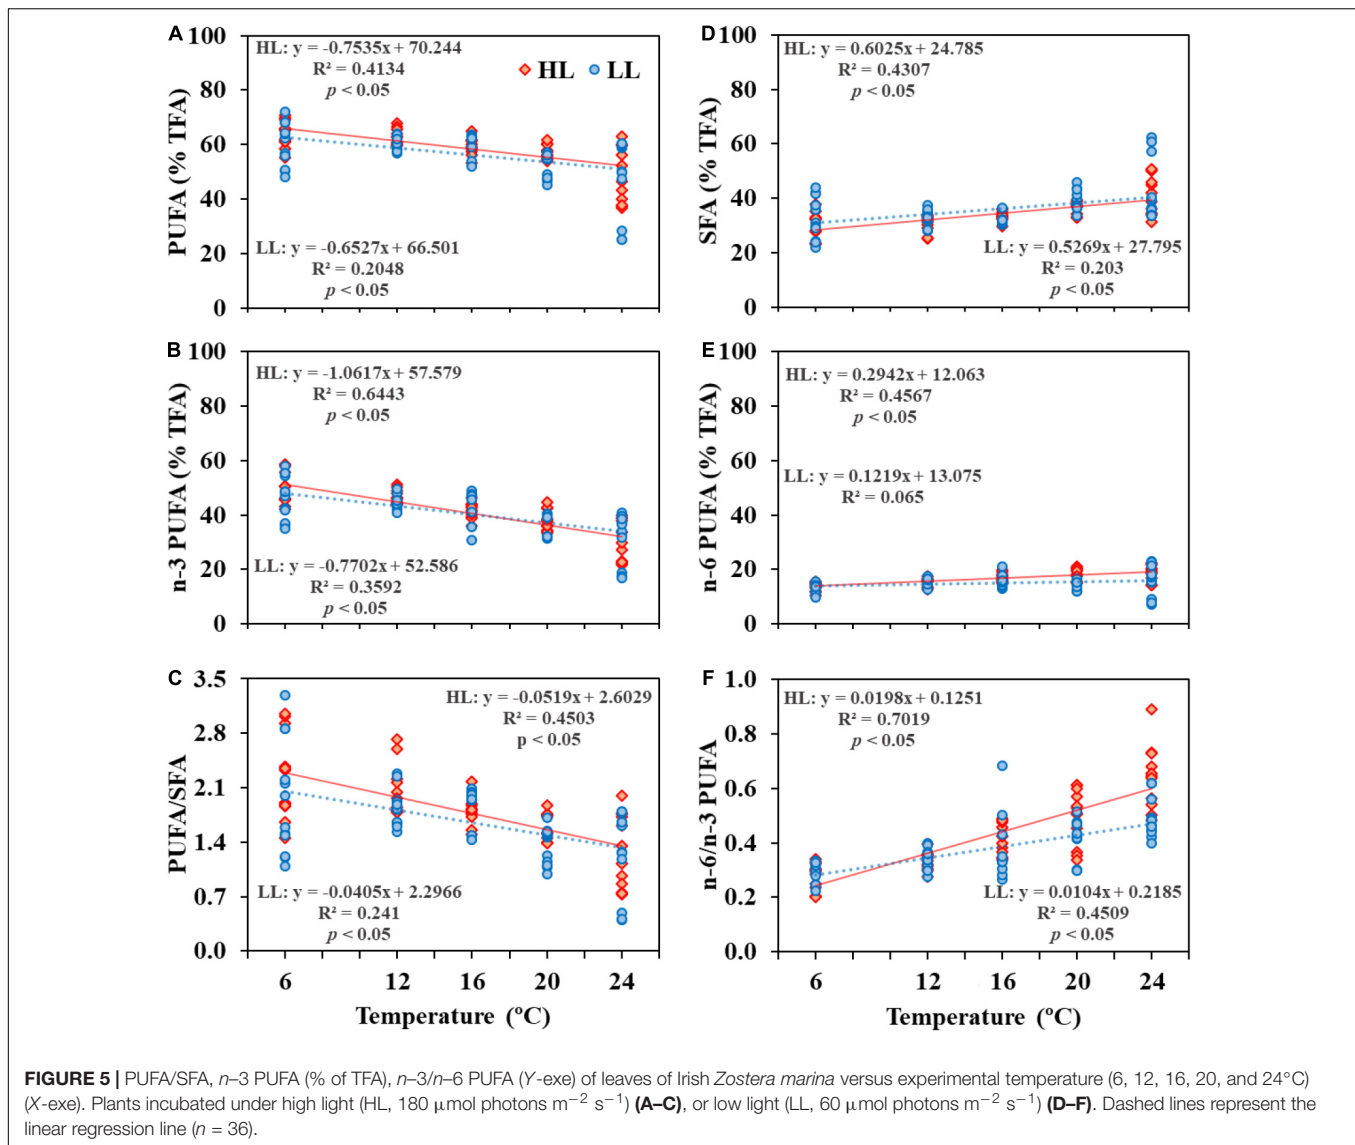 A
100
80
60
40
20
0
PUFA (% TFA)
HL: y = -0.7535x + 70.244
R² = 0.4134
p < 0.05
HL LL
LL: y = -0.6527x + 66.501
R² = 0.2048
p < 0.05
D
100
80
60
40
20
0
SFA (% TFA)
HL: y = 0.6025x + 24.785
R² = 0.4307
p < 0.05
LL: y = 0.5269x + 27.795
R² = 0.203
p < 0.05
B
100
80
60
40
20
0
n-3 PUFA (% TFA)
HL: y = -1.0617x + 57.579
R² = 0.6443
p < 0.05
LL: y = -0.7702x + 52.586
R² = 0.3592
p < 0.05
E
100
80
60
40
20
0
n-6 PUFA (% TFA)
HL: y = 0.2942x + 12.063
R² = 0.4567
p < 0.05
LL: y = 0.1219x + 13.075
R² = 0.065
C
3.5
2.8
2.1
1.4
0.7
0.0
PUFA/SFA
HL: y = -0.0519x + 2.6029
R² = 0.4503
p < 0.05
LL: y = -0.0405x + 2.2966
R² = 0.241
p < 0.05
6 12 16 20 24
Temperature (ºC)
F
1.0
0.8
0.6
0.4
0.2
0.0
n-6/n-3 PUFA
HL: y = 0.0198x + 0.1251
R² = 0.7019
p < 0.05
LL: y = 0.0104x + 0.2185
R² = 0.4509
p < 0.05
6 12 16 20 24
Temperature (ºC)
FIGURE 5 | PUFA/SFA, n–3 PUFA (% of TFA), n–3/n–6 PUFA (Y-exe) of leaves of Irish Zostera marina versus experimental temperature (6, 12, 16, 20, and 24°C)
(X-exe). Plants incubated under high light (HL, 180 μmol photons m−2 s−1) (A–C), or low light (LL, 60 μmol photons m−2 s−1) (D–F). Dashed lines represent the
linear regression line (n = 36).